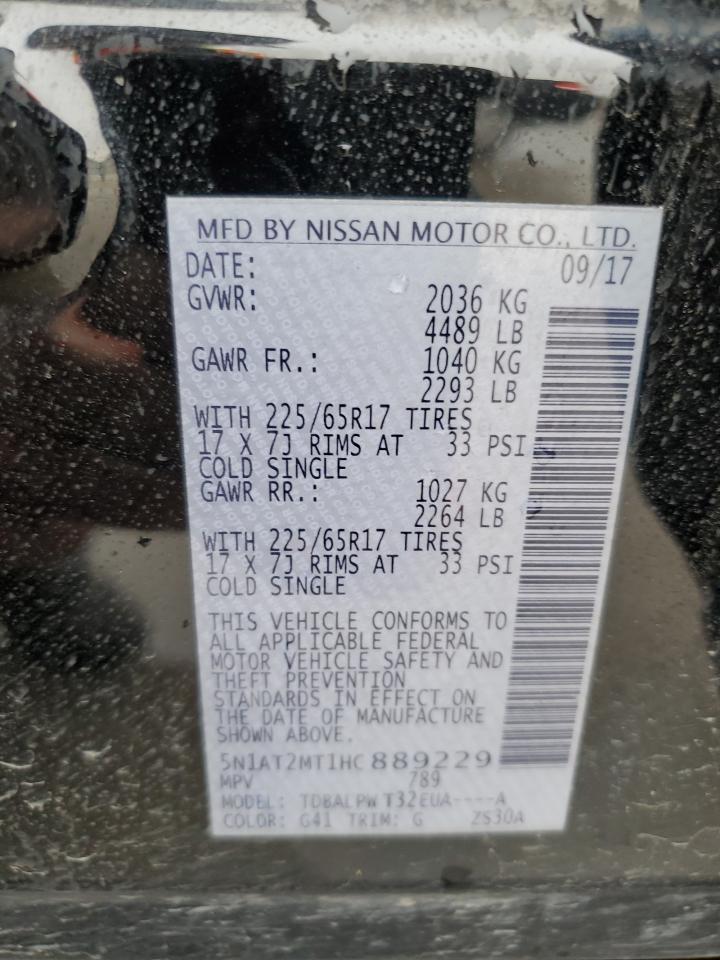 MFD BY NISSAN MOTOR CO., LTD.
DATE: 09/17
GVWR: 2036 KG
4489 LB
GAWR FR.: 1040 KG
2293 LB
WITH 225/65R17 TIRES
17 X 7J RIMS AT 33 PSI
COLD SINGLE
GAWR RR.: 1027 KG
2264 LB
WITH 225/65R17 TIRES
17 X 7J RIMS AT 33 PSI
COLD SINGLE
THIS VEHICLE CONFORMS TO
ALL APPLICABLE FEDERAL
MOTOR VEHICLE SAFETY AND
THEFT PREVENTION
STANDARDS IN EFFECT ON
THE DATE OF MANUFACTURE
SHOWN ABOVE.
5N1AT2MT1HC889229
MPV 789
MODEL: TDBALPW T32EUA----A
COLOR: G41 TRIM: G ZS30A